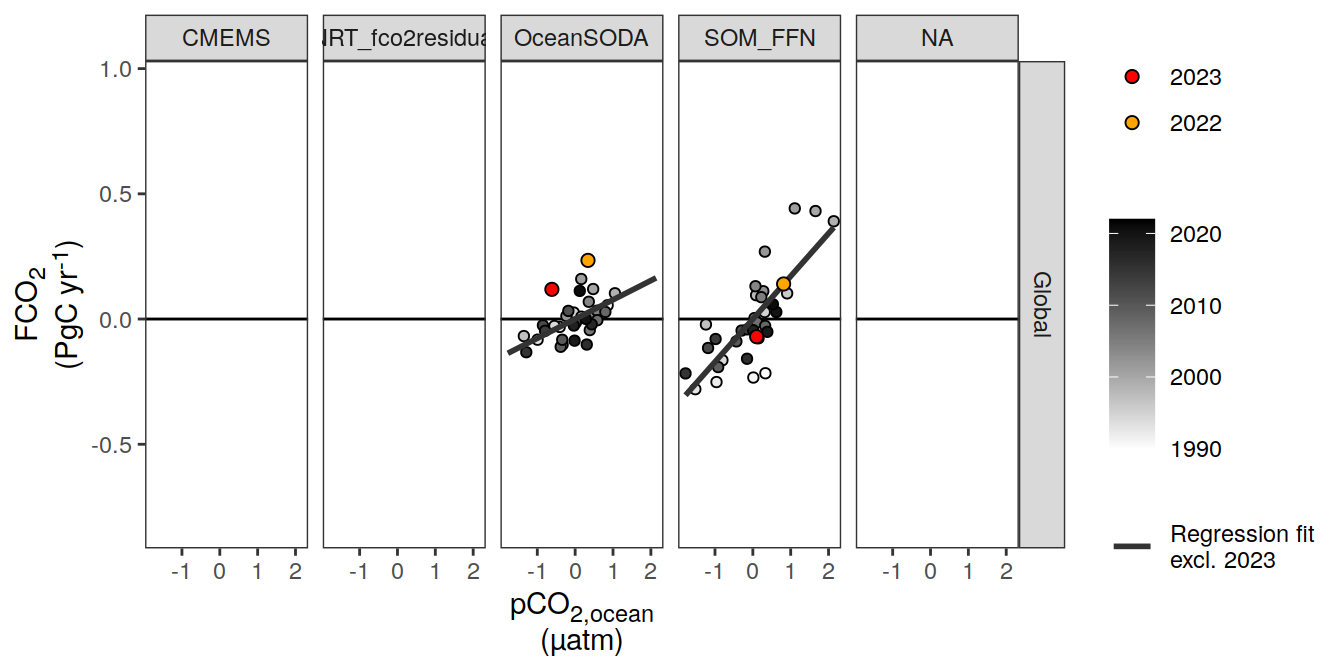 CMEMS
NRT_fco2residua
OceanSODA
SOM_FFN
NA
1.0
0.5
0.0
-0.5
FCO2
(PgC yr-1)
-1 0 1 2
-1 0 1 2
-1 0 1 2
-1 0 1 2
-1 0 1 2
pCO2,ocean
(µatm)
Global
2023
2022
2020
2010
2000
1990
Regression fit
excl. 2023